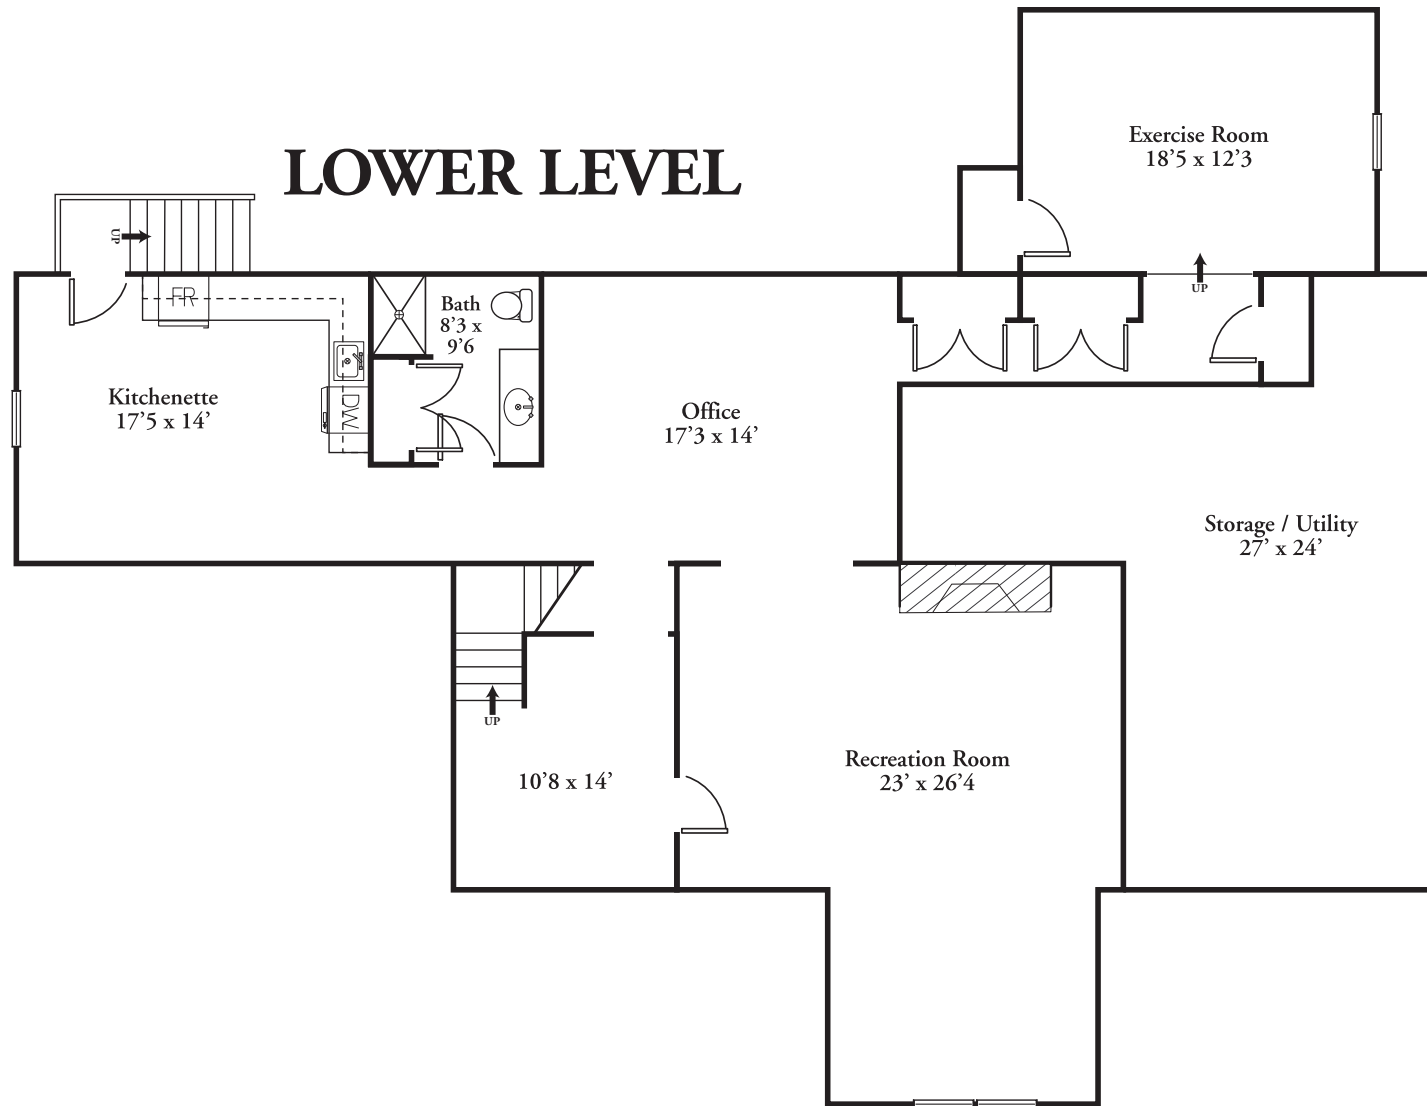 LOWER LEVEL
Exercise Room
18’5 x 12’3
UP
UP
FR
Bath
8’3 x
9’6
Kitchenette
17’5 x 14’
DW
Office
17’3 x 14’
Storage / Utility
27’ x 24’
UP
10’8 x 14’
Recreation Room
23’ x 26’4